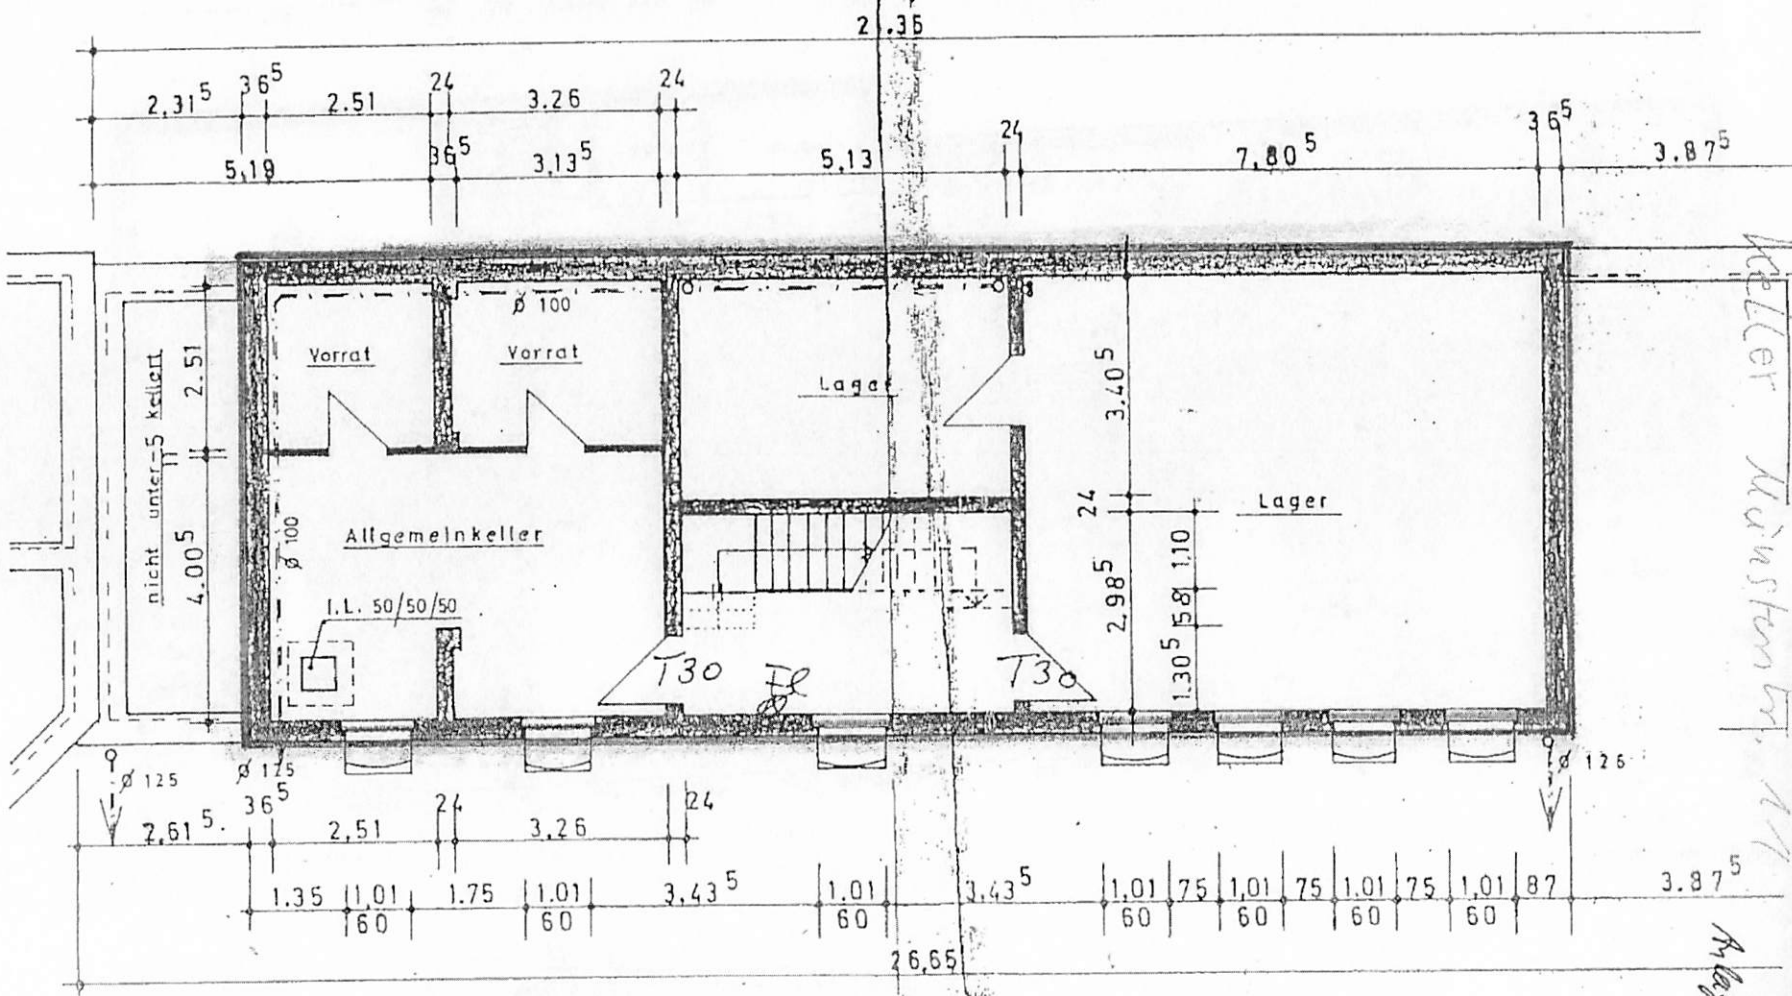 2 .35
2,31⁵ 36⁵ 2.51 24 3.26 24
24 36⁵
5,19 36⁵ 3,13⁵ 5,13 7,80⁵ 3.87⁵
Ø 100
Vorrat Vorrat
Lager
nicht unter-5 kellert
2.51
11
4.00⁵
3.40⁵
24
2.98⁵
1.10
58
1.30⁵
Lager
Allgemeinkeller
Ø 100
I.L. 50/50/50
T30 T30
Keller
Ø 125 Ø 125 Ø 125
2,61⁵ 36⁵ 2,51 24 3,26 24
1.35 1,01 1.75 1.01 3,43⁵ 1,01 3,43⁵ 1,01 75 1,01 75 1,01 75 1,01 87 3.87⁵
60 60 60 60 60 60 60
26,65